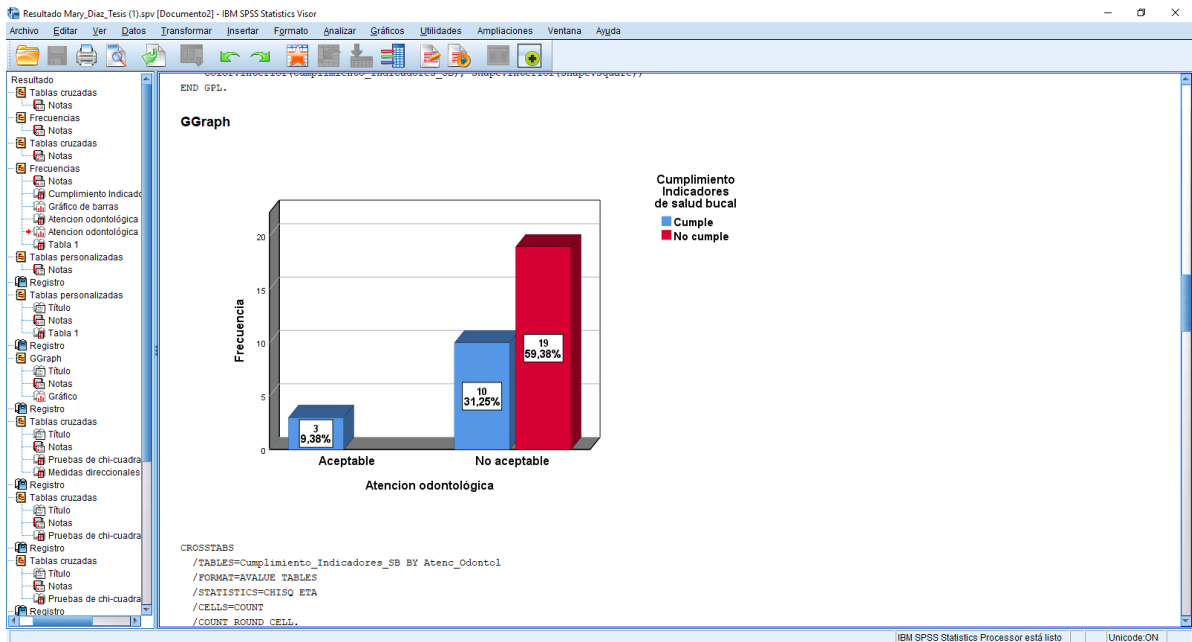 Resultado Mary_Diaz_Tesis (1).spv [Documento2] - IBM SPSS Statistics Visor
Archivo Editar Ver Datos Transformar Insertar Formato Analizar Gráficos Utilidades Ampliaciones Ventana Ayuda
Resultado
Tablas cruzadas
Notas
Frecuencias
Notas
Tablas cruzadas
Notas
Frecuencias
Notas
Cumplimiento Indicado
Gráfico de barras
Atencion odontológica
Atencion odontológica
Tabla 1
Tablas personalizadas
Notas
Registro
Tablas personalizadas
Título
Notas
Tabla 1
Registro
GGraph
Título
Notas
Gráfico
Registro
Tablas cruzadas
Título
Notas
Pruebas de chi-cuadra
Medidas direccionales
Registro
Tablas cruzadas
Título
Notas
Pruebas de chi-cuadra
Registro
Tablas cruzadas
Título
Notas
Pruebas de chi-cuadra
Registro
color.interior(Cumplimiento_Indicadores_SB), shape.interior(shape.square))
END GPL.
GGraph
Cumplimiento
Indicadores
de salud bucal
Cumple
No cumple
Frecuencia
20
15
10
5
0
3
9,38%
10
31,25%
19
59,38%
Aceptable
No aceptable
Atencion odontológica
CROSSTABS
/TABLES=Cumplimiento_Indicadores_SB BY Atenc_Odontol
/FORMAT=AVALUE TABLES
/STATISTICS=CHISQ ETA
/CELLS=COUNT
/COUNT ROUND CELL.
IBM SPSS Statistics Processor está listo
Unicode:ON